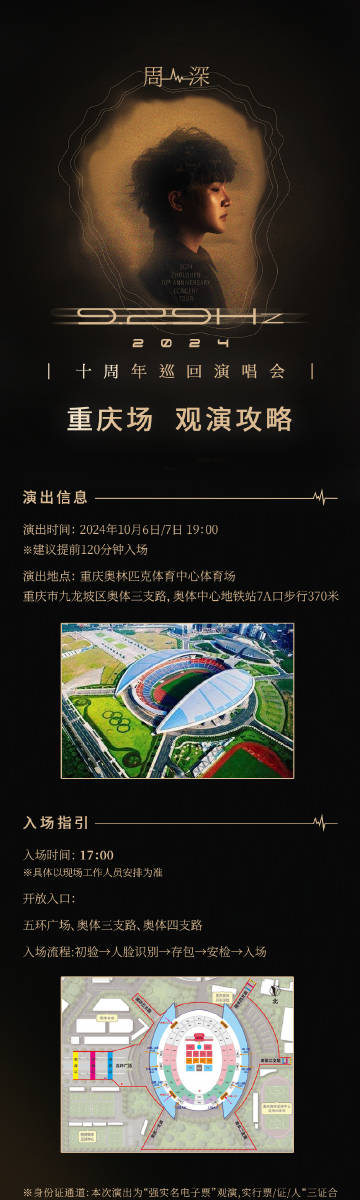 周深
2024
ZHOUSHEN
10TH ANNIVERSARY
CONCERT
TOUR
9.29Hz
2024
十周年巡回演唱会
重庆场 观演攻略
演出信息
演出时间: 2024年10月6日/7日 19:00
※建议提前120分钟入场
演出地点: 重庆奥林匹克体育中心体育场
重庆市九龙坡区奥体三支路, 奥体中心地铁站7A口步行370米
入场指引
入场时间: 17:00
※具体以现场工作人员安排为准
开放入口:
五环广场、奥体三支路、奥体四支路
入场流程:初验→人脸识别→存包→安检→入场
北
五环广场
※身份证通道: 本次演出为“强实名电子票”观演,实行票/证/人“三证合